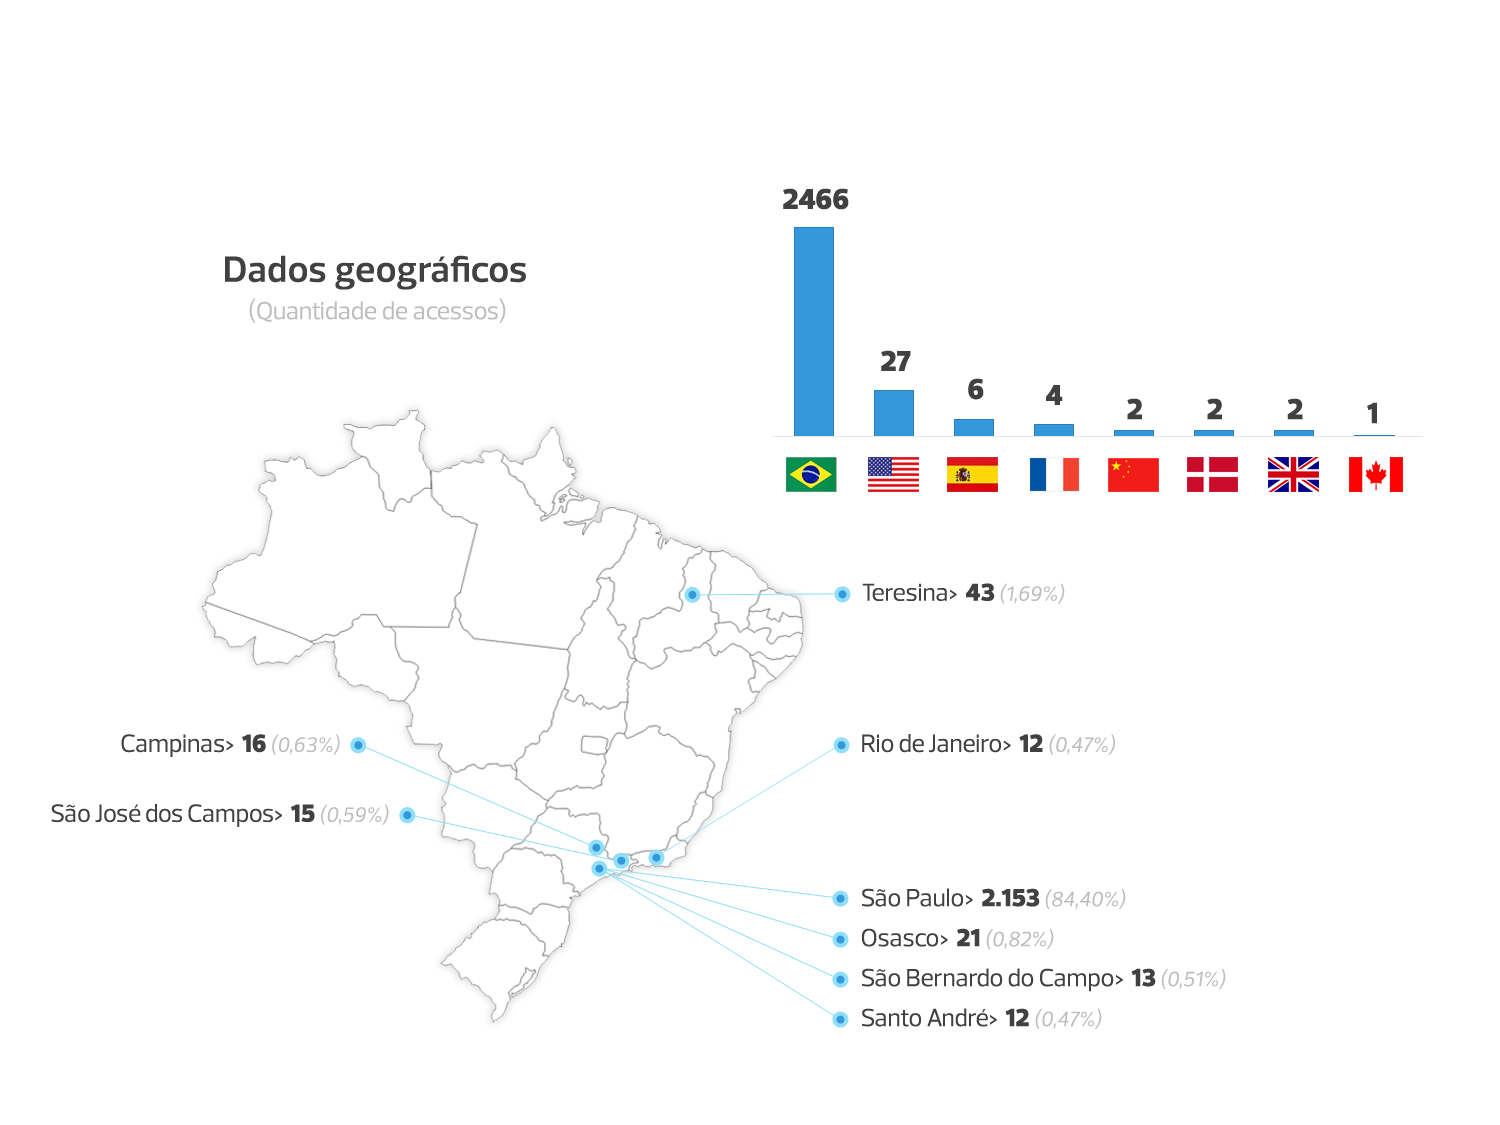 Dados geográficos
(Quantidade de acessos)
2466
27
6
4
2
2
2
1
Teresina> 43 (1,69%)
Campinas> 16 (0,63%)
Rio de Janeiro> 12 (0,47%)
São José dos Campos> 15 (0,59%)
São Paulo> 2.153 (84,40%)
Osasco> 21 (0,82%)
São Bernardo do Campo> 13 (0,51%)
Santo André> 12 (0,47%)